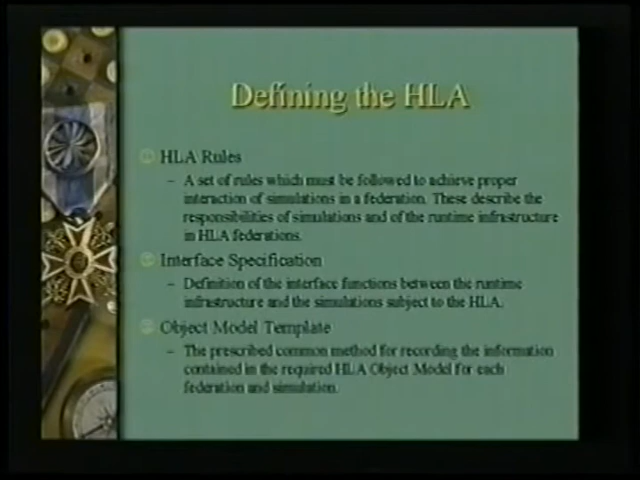 Defining the HLA
HLA Rules
– A set of rules which must be followed to achieve proper
interaction of simulations in a federation. These describe the
responsibilities of simulations and of the runtime infrastructure
in HLA federations.
Interface Specification
– Definition of the interface functions between the runtime
infrastructure and the simulations subject to the HLA.
Object Model Template
– The prescribed common method for recording the information
contained in the required HLA Object Model for each
federation and simulation.